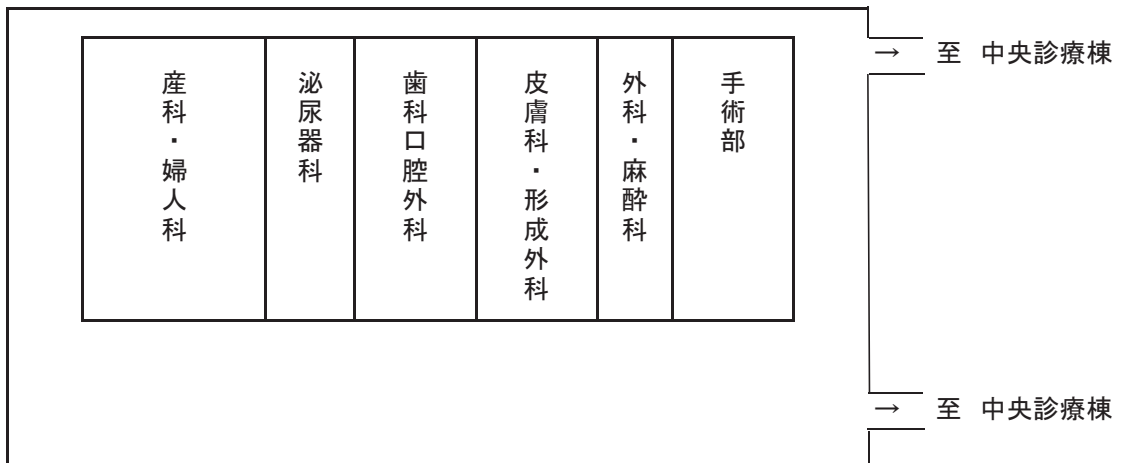 産科・婦人科
泌尿器科
歯科口腔外科
皮膚科・形成外科
外科・麻酔科
手術部
→ 至 中央診療棟
→ 至 中央診療棟